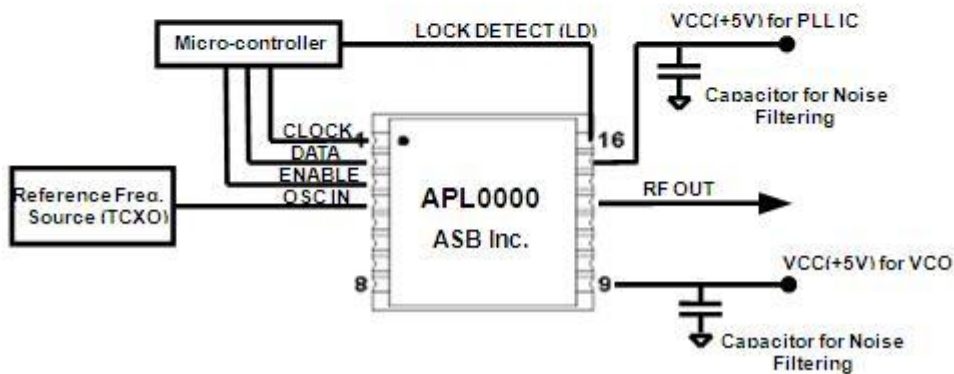 Micro-controller
LOCK DETECT (LD)
VCC(+5V) for PLL IC
Capacitor for Noise
Filtering
CLOCK
1
16
DATA
ENABLE
OSC IN
Reference Freq.
Source (TCXO)
APL0000
ASB Inc.
RF OUT
8
9
VCC(+5V) for VCO
Capacitor for Noise
Filtering